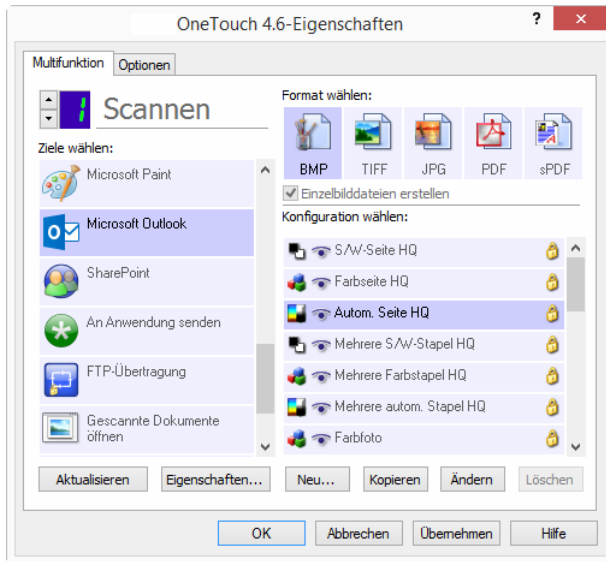 OneTouch 4.6-Eigenschaften
Multifunktion
Optionen
1 Scannen
Ziele wählen:
Microsoft Paint
Microsoft Outlook
SharePoint
An Anwendung senden
FTP-Übertragung
Gescannte Dokumente
öffnen
Format wählen:
BMP
TIFF
JPG
PDF
sPDF
Einzelbilddateien erstellen
Konfiguration wählen:
S/W-Seite HQ
Farbseite HQ
Autom. Seite HQ
Mehrere S/W-Stapel HQ
Mehrere Farbstapel HQ
Mehrere autom. Stapel HQ
Farbfoto
Aktualisieren
Eigenschaften...
Neu...
Kopieren
Ändern
Löschen
OK
Abbrechen
Übernehmen
Hilfe